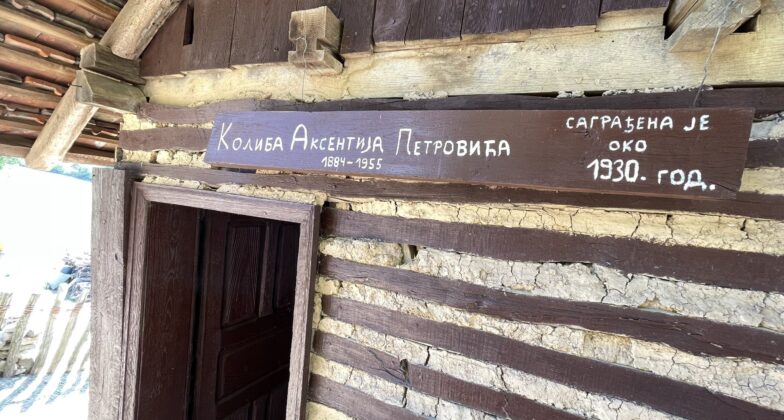 Колиба Аксентија Петровића
1884-1955
САГРАЂЕНА ЈЕ
ОКО
1930. ГОД.